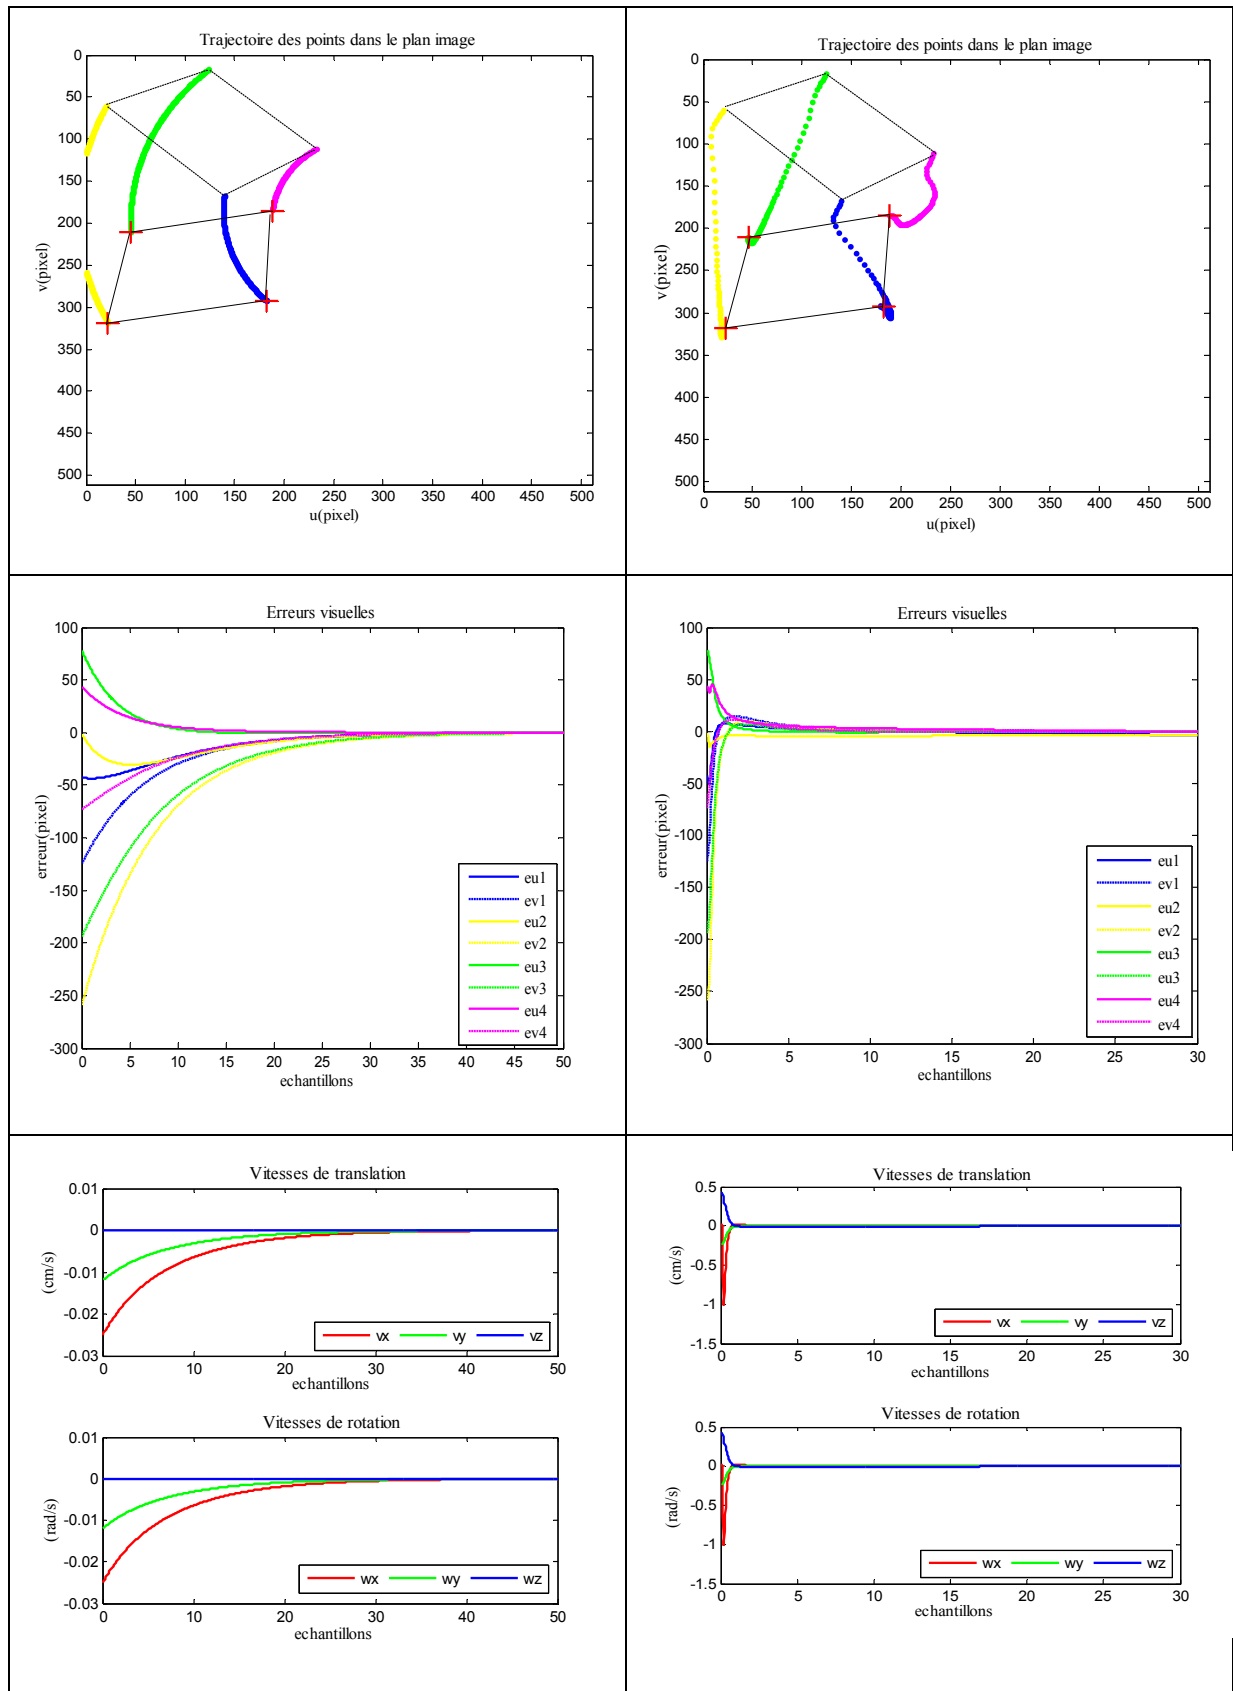 Trajectoire des points dans le plan image
0
50
100
150
200
250
300
350
400
450
500
v(pixel)
0 50 100 150 200 250 300 350 400 450 500
u(pixel)
Trajectoire des points dans le plan image
0
50
100
150
200
250
300
350
400
450
500
v(pixel)
0 50 100 150 200 250 300 350 400 450 500
u(pixel)
Erreurs visuelles
100
50
0
-50
-100
-150
-200
-250
-300
erreur(pixel)
eu1
ev1
eu2
ev2
eu3
ev3
eu4
ev4
0 5 10 15 20 25 30 35 40 45 50
echantillons
Erreurs visuelles
100
50
0
-50
-100
-150
-200
-250
-300
erreur(pixel)
eu1
ev1
eu2
ev2
eu3
eu3
eu4
ev4
0 5 10 15 20 25 30
echantillons
Vitesses de translation
0.01
0
-0.01
-0.02
-0.03
(cm/s)
vx vy vz
0 10 20 30 40 50
echantillons
Vitesses de rotation
0.01
0
-0.01
-0.02
-0.03
(rad/s)
wx wy wz
0 10 20 30 40 50
echantillons
Vitesses de translation
0.5
0
-0.5
-1
-1.5
(cm/s)
vx vy vz
0 5 10 15 20 25 30
echantillons
Vitesses de rotation
0.5
0
-0.5
-1
-1.5
(rad/s)
wx wy wz
0 5 10 15 20 25 30
echantillons